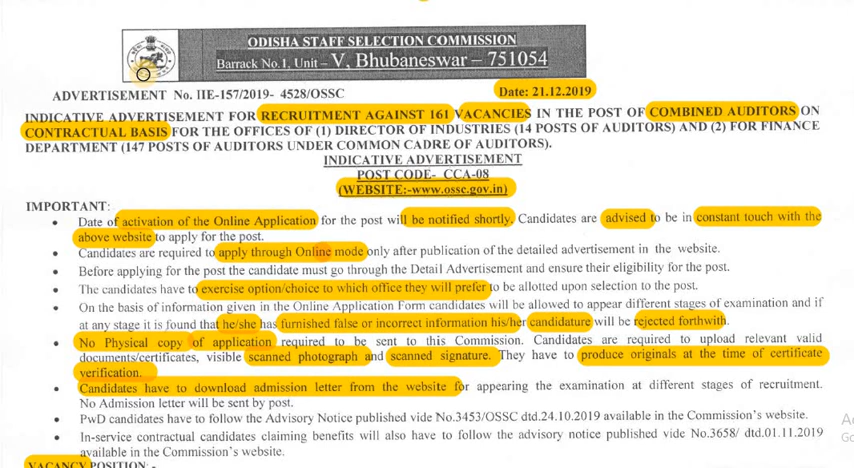 ODISHA STAFF SELECTION COMMISSION
Barrack No.1, Unit – V, Bhubaneswar – 751054
ADVERTISEMENT No. IIE-157/2019- 4528/OSSC Date: 21.12.2019
INDICATIVE ADVERTISEMENT FOR RECRUITMENT AGAINST 161 VACANCIES IN THE POST OF COMBINED AUDITORS ON
CONTRACTUAL BASIS FOR THE OFFICES OF (1) DIRECTOR OF INDUSTRIES (14 POSTS OF AUDITORS) AND (2) FOR FINANCE
DEPARTMENT (147 POSTS OF AUDITORS UNDER COMMON CADRE OF AUDITORS).
INDICATIVE ADVERTISEMENT
POST CODE- CCA-08
(WEBSITE:-www.ossc.gov.in)
IMPORTANT:
• Date of activation of the Online Application for the post will be notified shortly. Candidates are advised to be in constant touch with the
above website to apply for the post.
• Candidates are required to apply through Online mode only after publication of the detailed advertisement in the website.
• Before applying for the post the candidate must go through the Detail Advertisement and ensure their eligibility for the post.
• The candidates have to exercise option/choice to which office they will prefer to be allotted upon selection to the post.
• On the basis of information given in the Online Application Form candidates will be allowed to appear different stages of examination and if
at any stage it is found that he/she has furnished false or incorrect information his/her candidature will be rejected forthwith.
• No Physical copy of application required to be sent to this Commission. Candidates are required to upload relevant valid
documents/certificates, visible scanned photograph and scanned signature. They have to produce originals at the time of certificate
verification.
• Candidates have to download admission letter from the website for appearing the examination at different stages of recruitment.
No Admission letter will be sent by post.
• PwD candidates have to follow the Advisory Notice published vide No.3453/OSSC dtd.24.10.2019 available in the Commission's website.
• In-service contractual candidates claiming benefits will also have to follow the advisory notice published vide No.3658/ dtd.01.11.2019
available in the Commission's website.
VACANCY POSITION: -